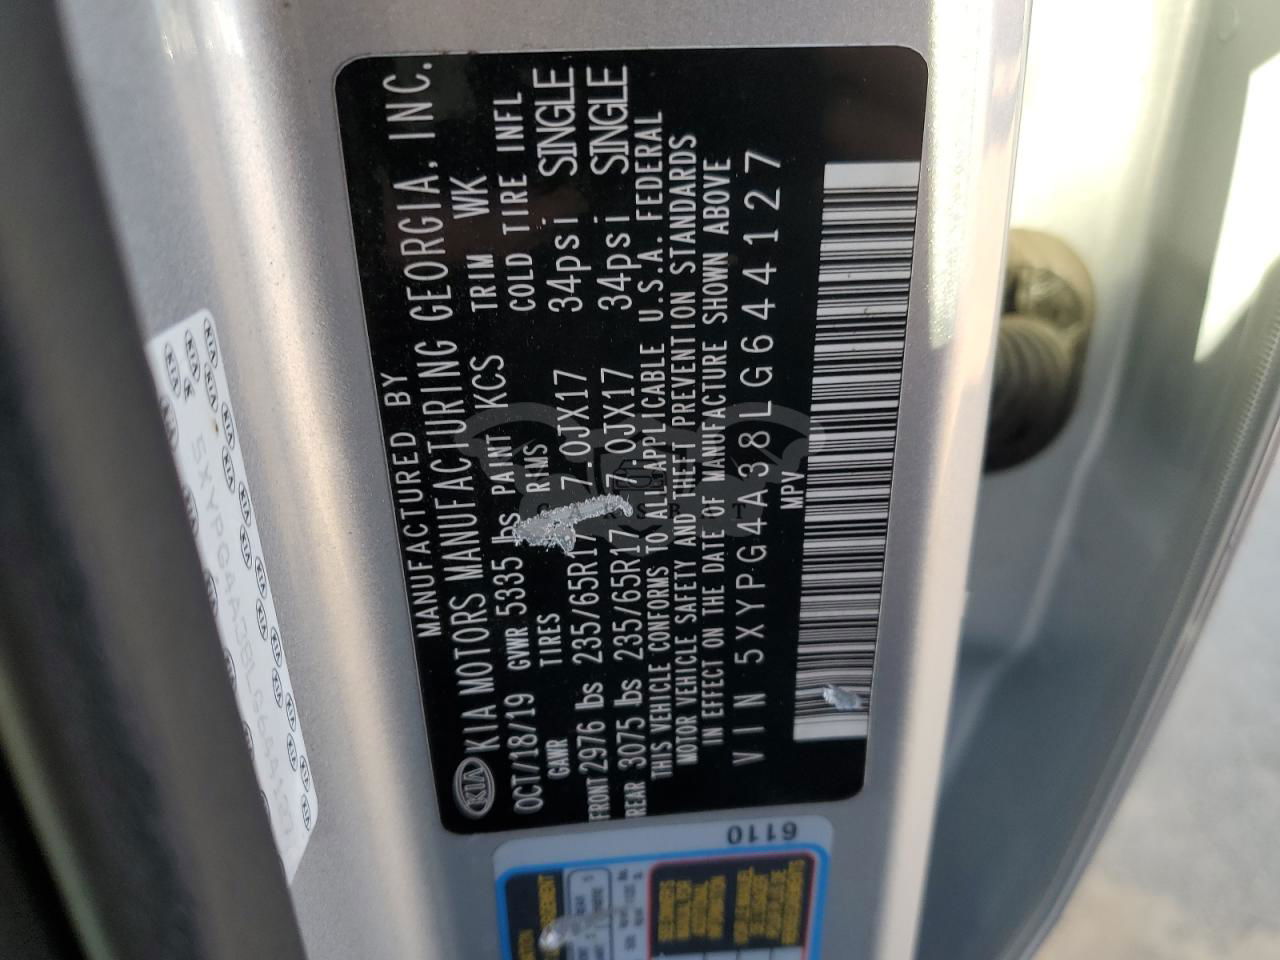 MANUFACTURED BY
KIA KIA MOTORS MANUFACTURING GEORGIA, INC.
OCT/18/19 GVWR 5335 lbs PAINT KCS TRIM WK
GAWR TIRES RIMS COLD TIRE INFL
FRONT 2976 lbs 235/65R17 7.0JX17 34psi SINGLE
REAR 3075 lbs 235/65R17 7.0JX17 34psi SINGLE
THIS VEHICLE CONFORMS TO ALL APPLICABLE U.S.A. FEDERAL
MOTOR VEHICLE SAFETY AND THEFT PREVENTION STANDARDS
IN EFFECT ON THE DATE OF MANUFACTURE SHOWN ABOVE
VIN 5XYPG4A38LG644127
MPV
5XYPG4A38LG644127
6110